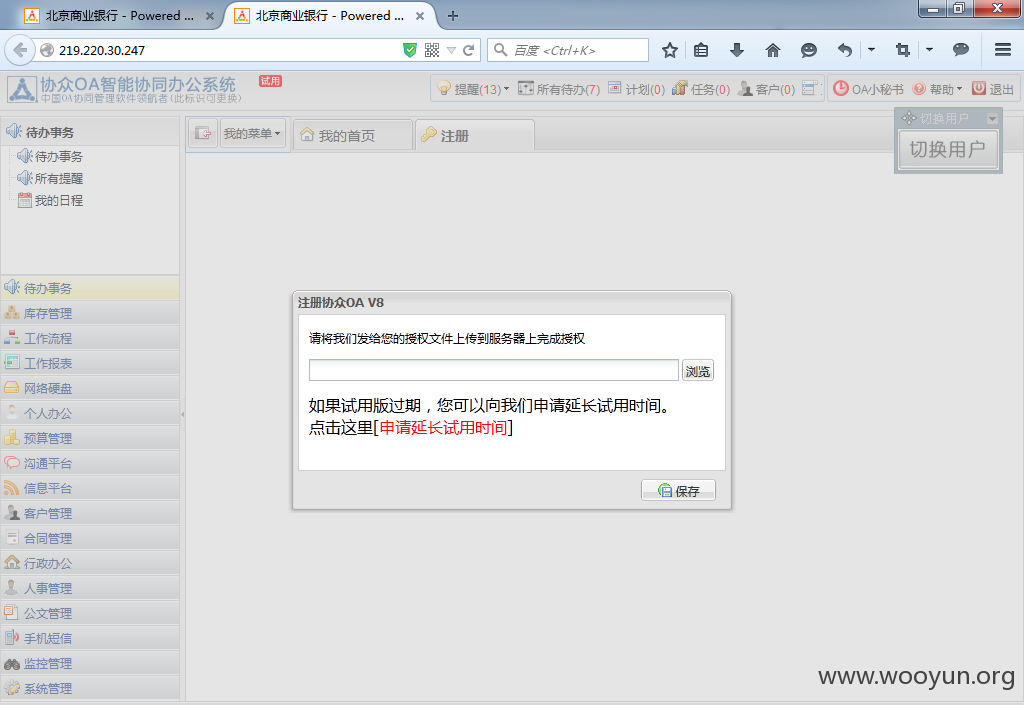 北京商业银行 - Powered ...
北京商业银行 - Powered ...
219.220.30.247
百度 <Ctrl+K>
协众OA智能协同办公系统
试用
中国OA协同管理软件领航者(此标识可更换)
提醒(13)
所有待办(7)
计划(0)
任务(0)
客户(0)
OA小秘书
帮助
退出
待办事务
待办事务
所有提醒
我的日程
我的菜单
我的首页
注册
切换用户
切换用户
待办事务
库存管理
工作流程
工作报表
网络硬盘
个人办公
预算管理
沟通平台
信息平台
客户管理
合同管理
行政办公
人事管理
公文管理
手机短信
监控管理
系统管理
注册协众OA V8
请将我们发给您的授权文件上传到服务器上完成授权
浏览
如果试用版过期，您可以向我们申请延长试用时间。
点击这里[申请延长试用时间]
保存
www.wooyun.org